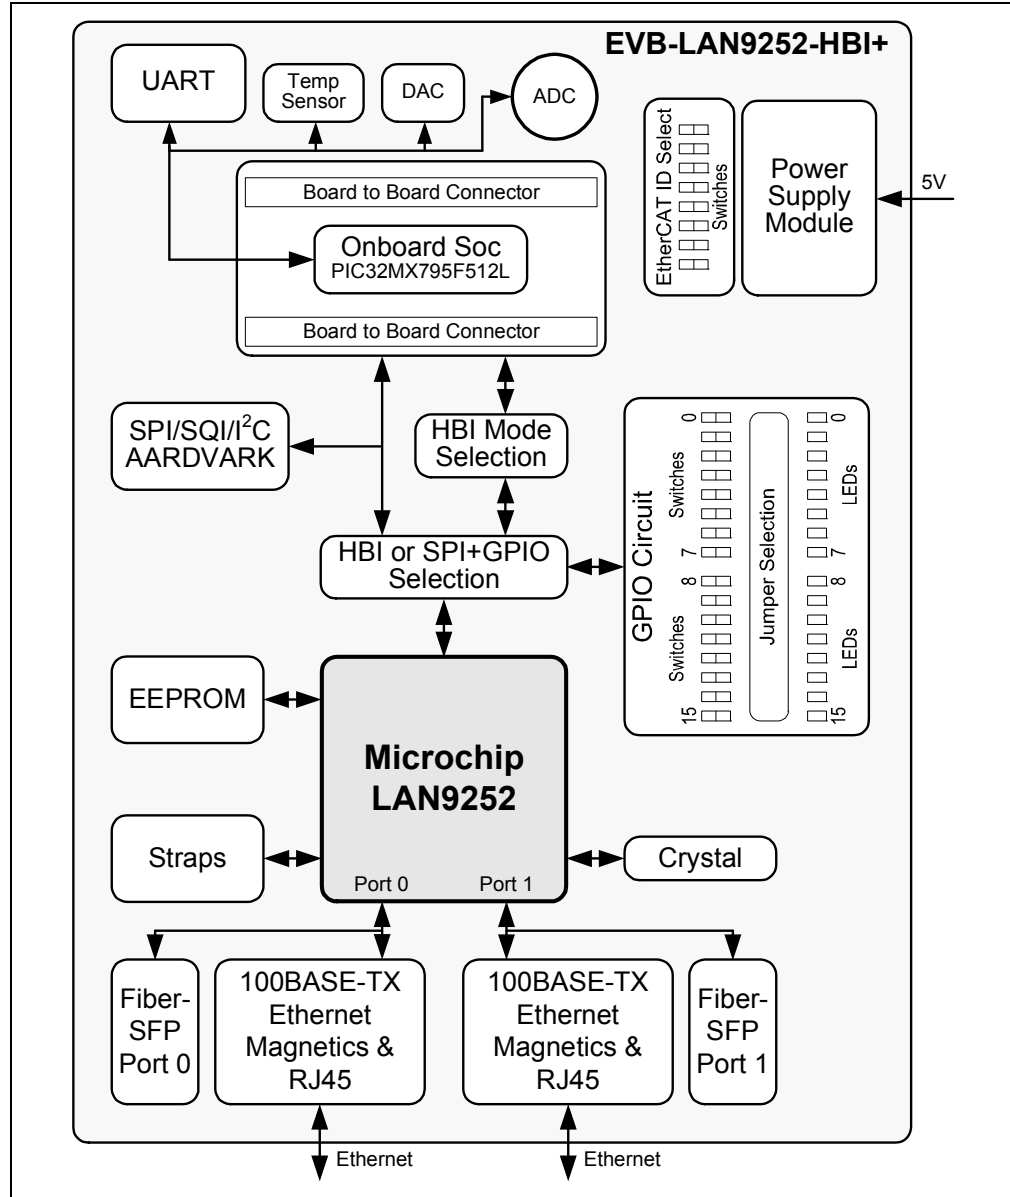 EVB-LAN9252-HBI+
UART
Temp
Sensor
DAC
ADC
EtherCAT ID Select
Switches
Power
Supply
Module
5V
Board to Board Connector
Onboard Soc
PIC32MX795F512L
Board to Board Connector
SPI/SQI/I²C
AARDVARK
HBI Mode
Selection
HBI or SPI+GPIO
Selection
GPIO Circuit
0
Switches
7
8
Switches
15
Jumper Selection
0
LEDs
7
8
LEDs
15
EEPROM
Microchip
LAN9252
Straps
Crystal
Port 0
Port 1
Fiber-
SFP
Port 0
100BASE-TX
Ethernet
Magnetics &
RJ45
100BASE-TX
Ethernet
Magnetics &
RJ45
Fiber-
SFP
Port 1
Ethernet
Ethernet